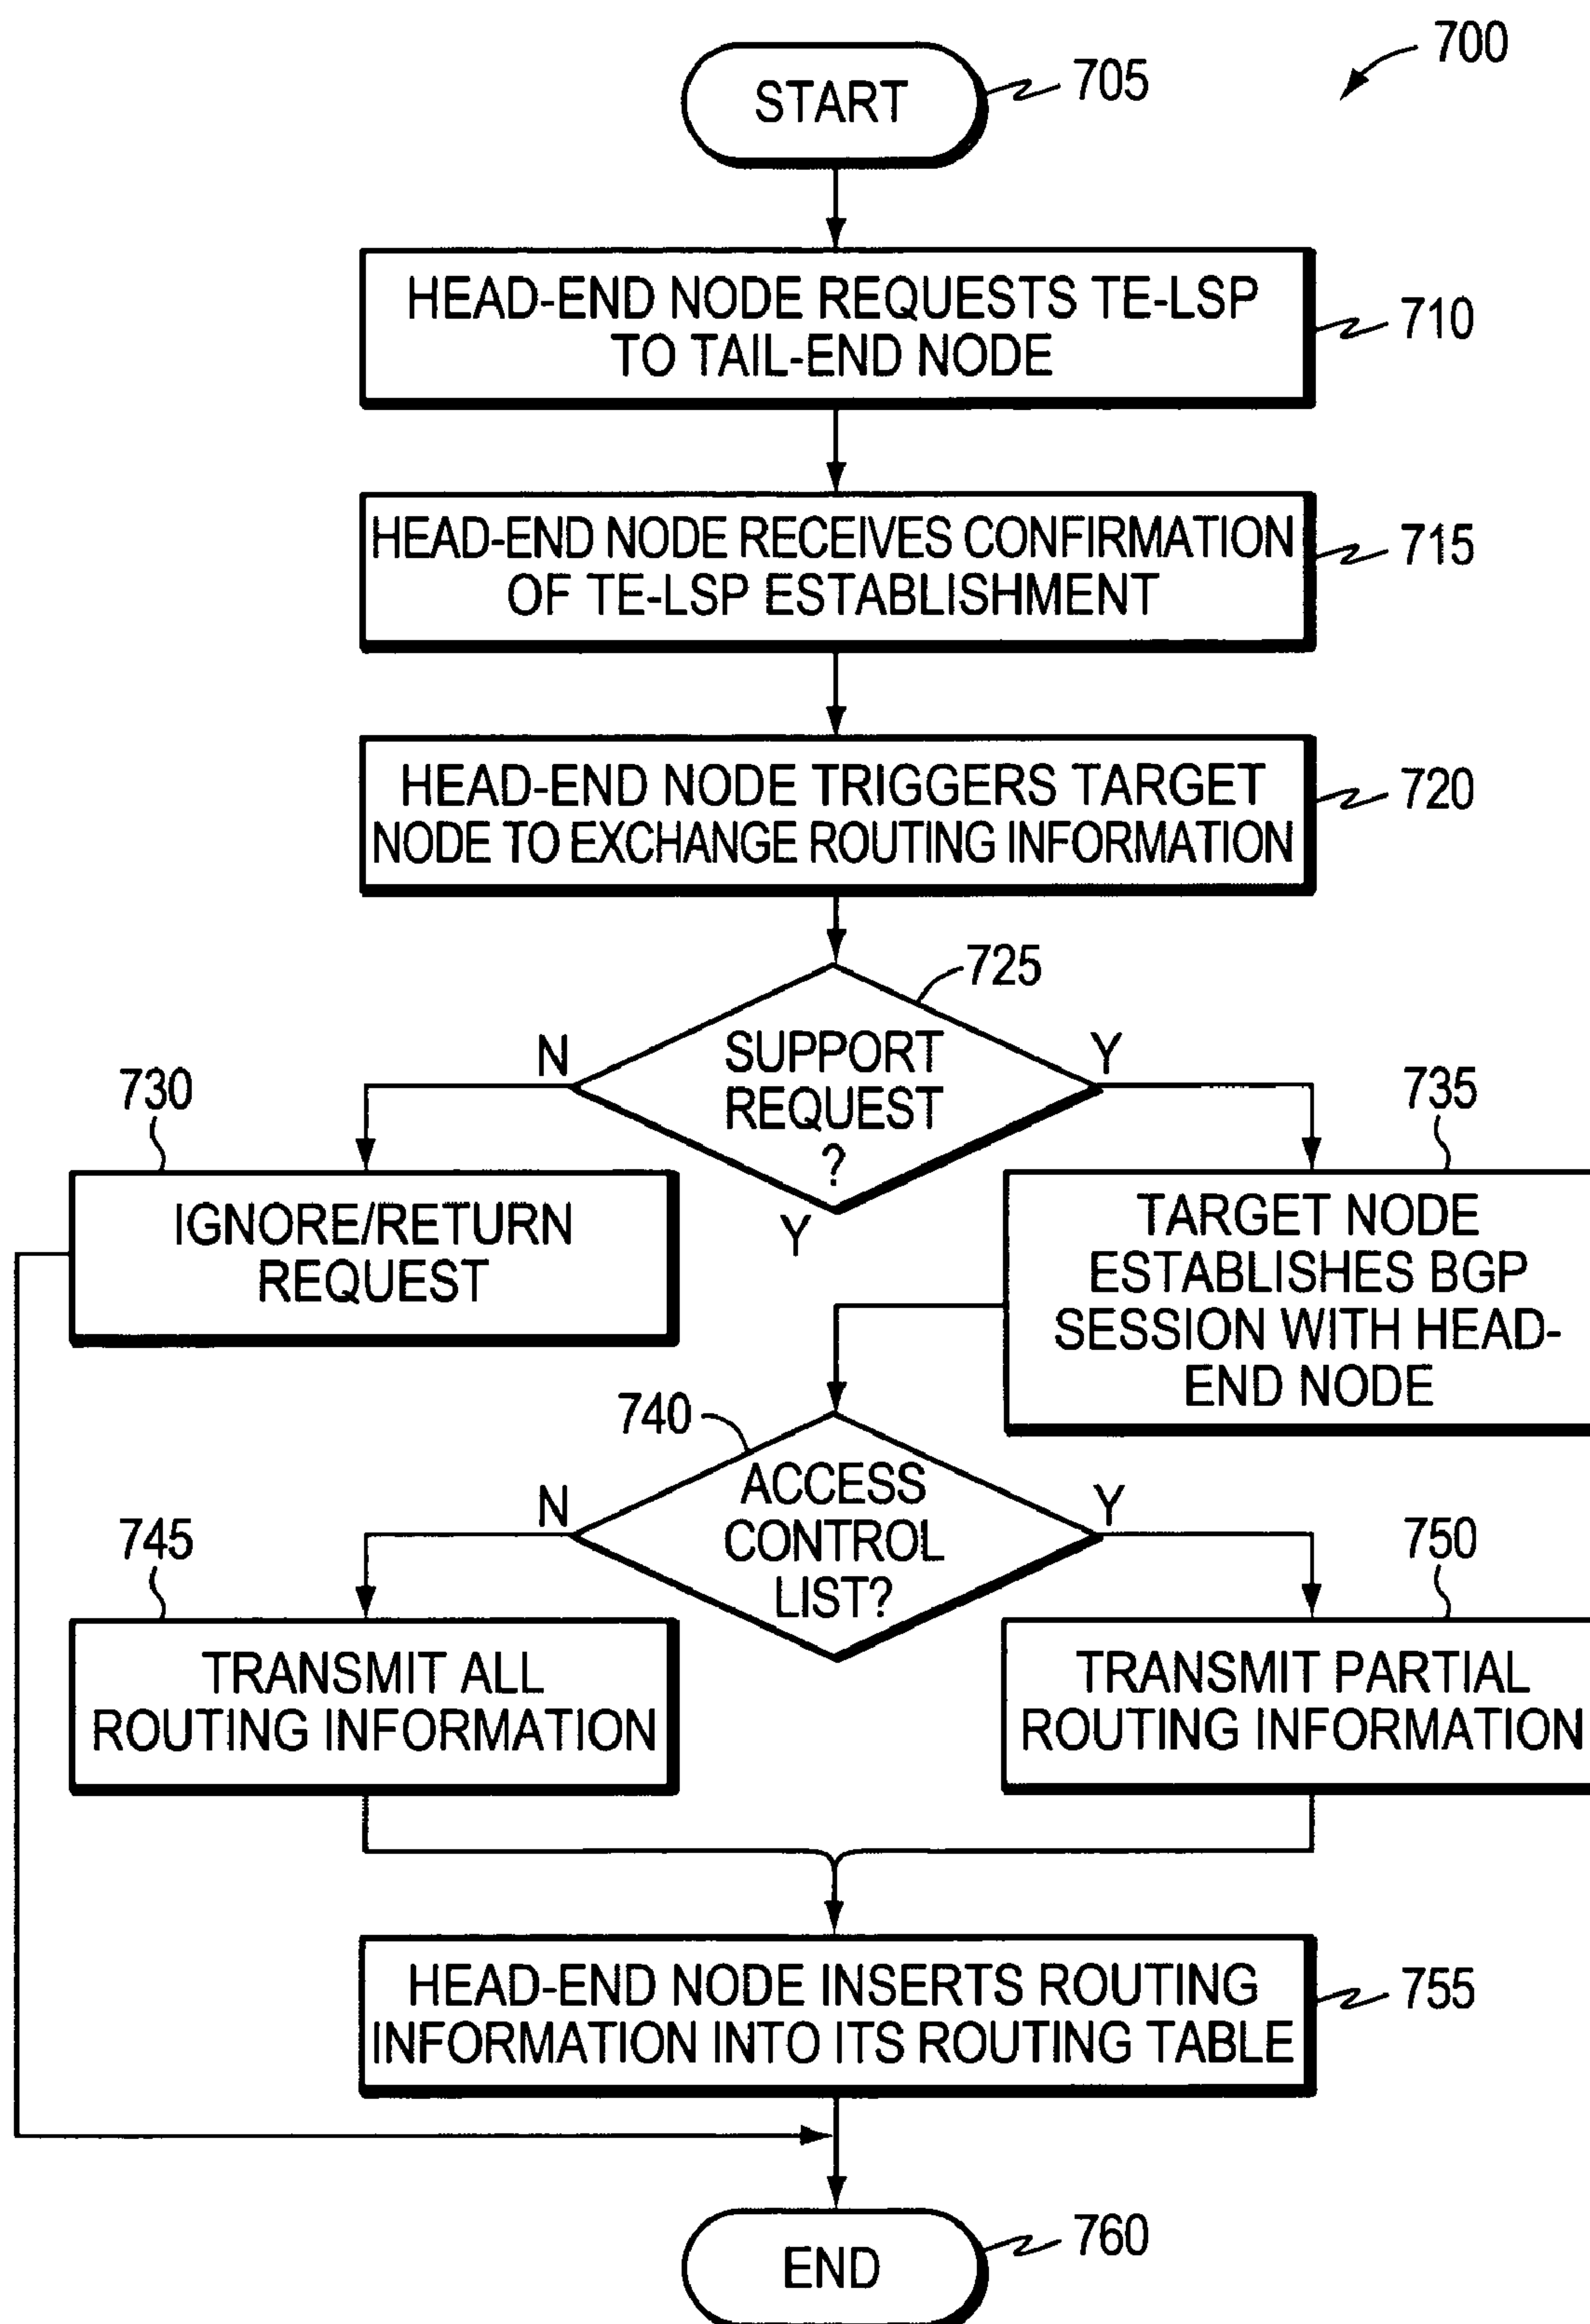 700
START
705
HEAD-END NODE REQUESTS TE-LSP
TO TAIL-END NODE
710
HEAD-END NODE RECEIVES CONFIRMATION
OF TE-LSP ESTABLISHMENT
715
HEAD-END NODE TRIGGERS TARGET
NODE TO EXCHANGE ROUTING INFORMATION
720
725
SUPPORT
REQUEST
?
N
Y
Y
730
IGNORE/RETURN
REQUEST
735
TARGET NODE
ESTABLISHES BGP
SESSION WITH HEAD-
END NODE
740
ACCESS
CONTROL
LIST?
N
Y
745
TRANSMIT ALL
ROUTING INFORMATION
750
TRANSMIT PARTIAL
ROUTING INFORMATION
HEAD-END NODE INSERTS ROUTING
INFORMATION INTO ITS ROUTING TABLE
755
END
760